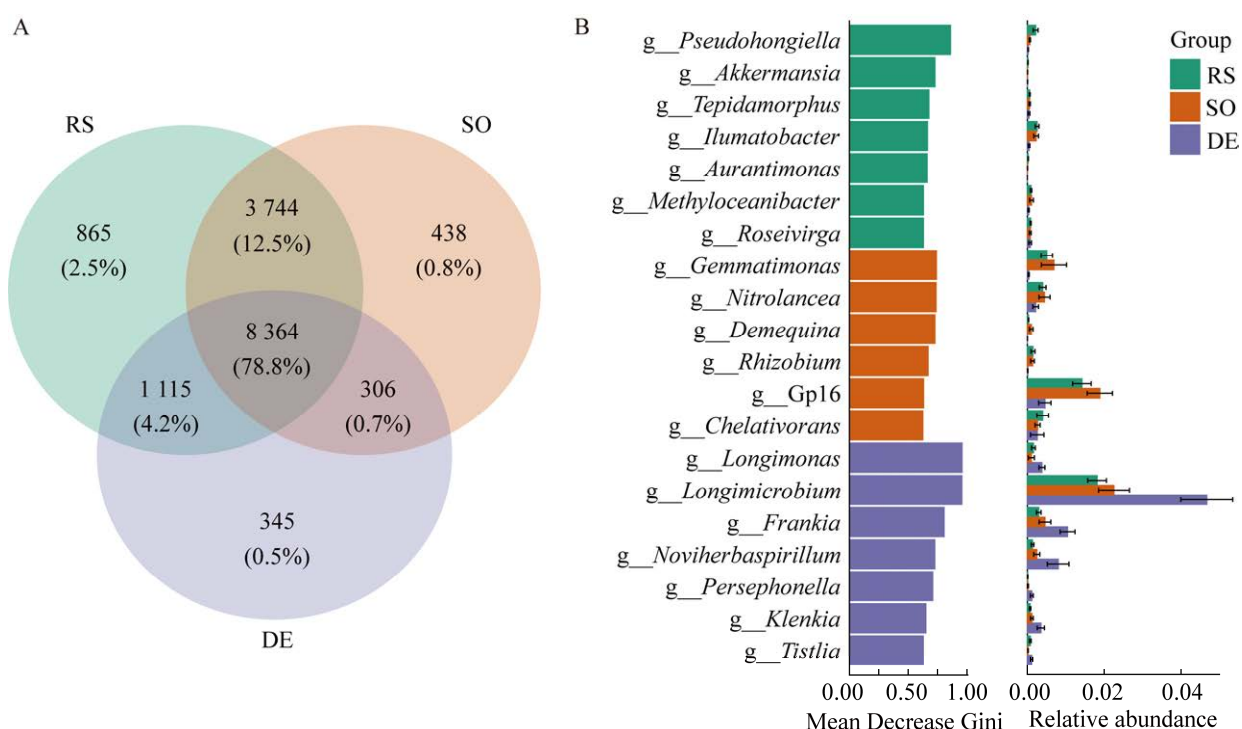 A
RS
SO
865
(2.5%)
3 744
(12.5%)
438
(0.8%)
8 364
(78.8%)
1 115
(4.2%)
306
(0.7%)
345
(0.5%)
DE
B
g__Pseudohongiella
g__Akkermansia
g__Tepidamorphus
g__Ilumatobacter
g__Aurantimonas
g__Methyloceanibacter
g__Roseivirga
g__Gemmatimonas
g__Nitrolancea
g__Demequina
g__Rhizobium
g__Gp16
g__Chelativorans
g__Longimonas
g__Longimicrobium
g__Frankia
g__Noviherbaspirillum
g__Persephonella
g__Klenkia
g__Tistlia
0.00 0.50 1.00
Mean Decrease Gini
0.00 0.02 0.04
Relative abundance
Group
RS
SO
DE